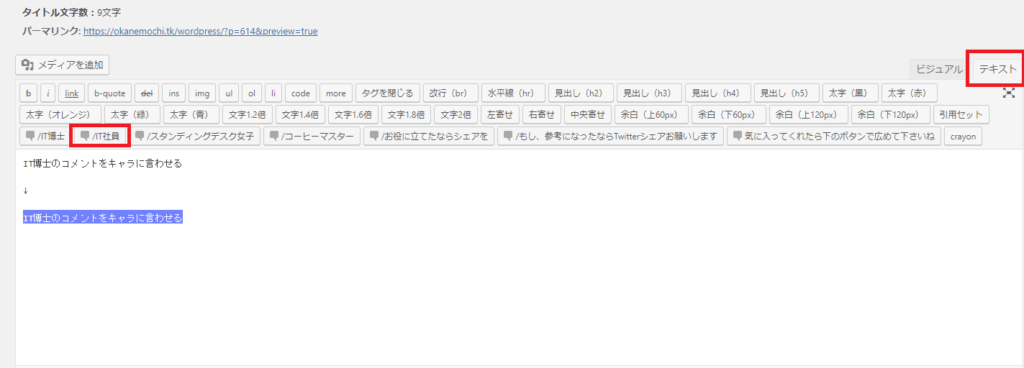 タイトル文字数：9文字
パーマリンク: https://okanemochi.tk/wordpress/?p=614&preview=true
メディアを追加
ビジュアル テキスト
b i link b-quote del ins img ul ol li code more タグを閉じる 改行（br） 水平線（hr） 見出し（h2） 見出し（h3） 見出し（h4） 見出し（h5） 太字（黒） 太字（赤）
太字（オレンジ） 太字（緑） 太字（青） 文字1.2倍 文字1.4倍 文字1.6倍 文字1.8倍 文字2倍 左寄せ 右寄せ 中央寄せ 余白（上60px） 余白（下60px） 余白（上120px） 余白（下120px） 引用セット
/IT博士 /IT社員 /スタンディングデスク女子 /コーヒーマスター /お役に立てたならシェアを /もし、参考になったならTwitterシェアお願いします 気に入ってくれたら下のボタンで広めて下さいね crayon
IT博士のコメントをキャラに言わせる
↓
IT博士のコメントをキャラに言わせる